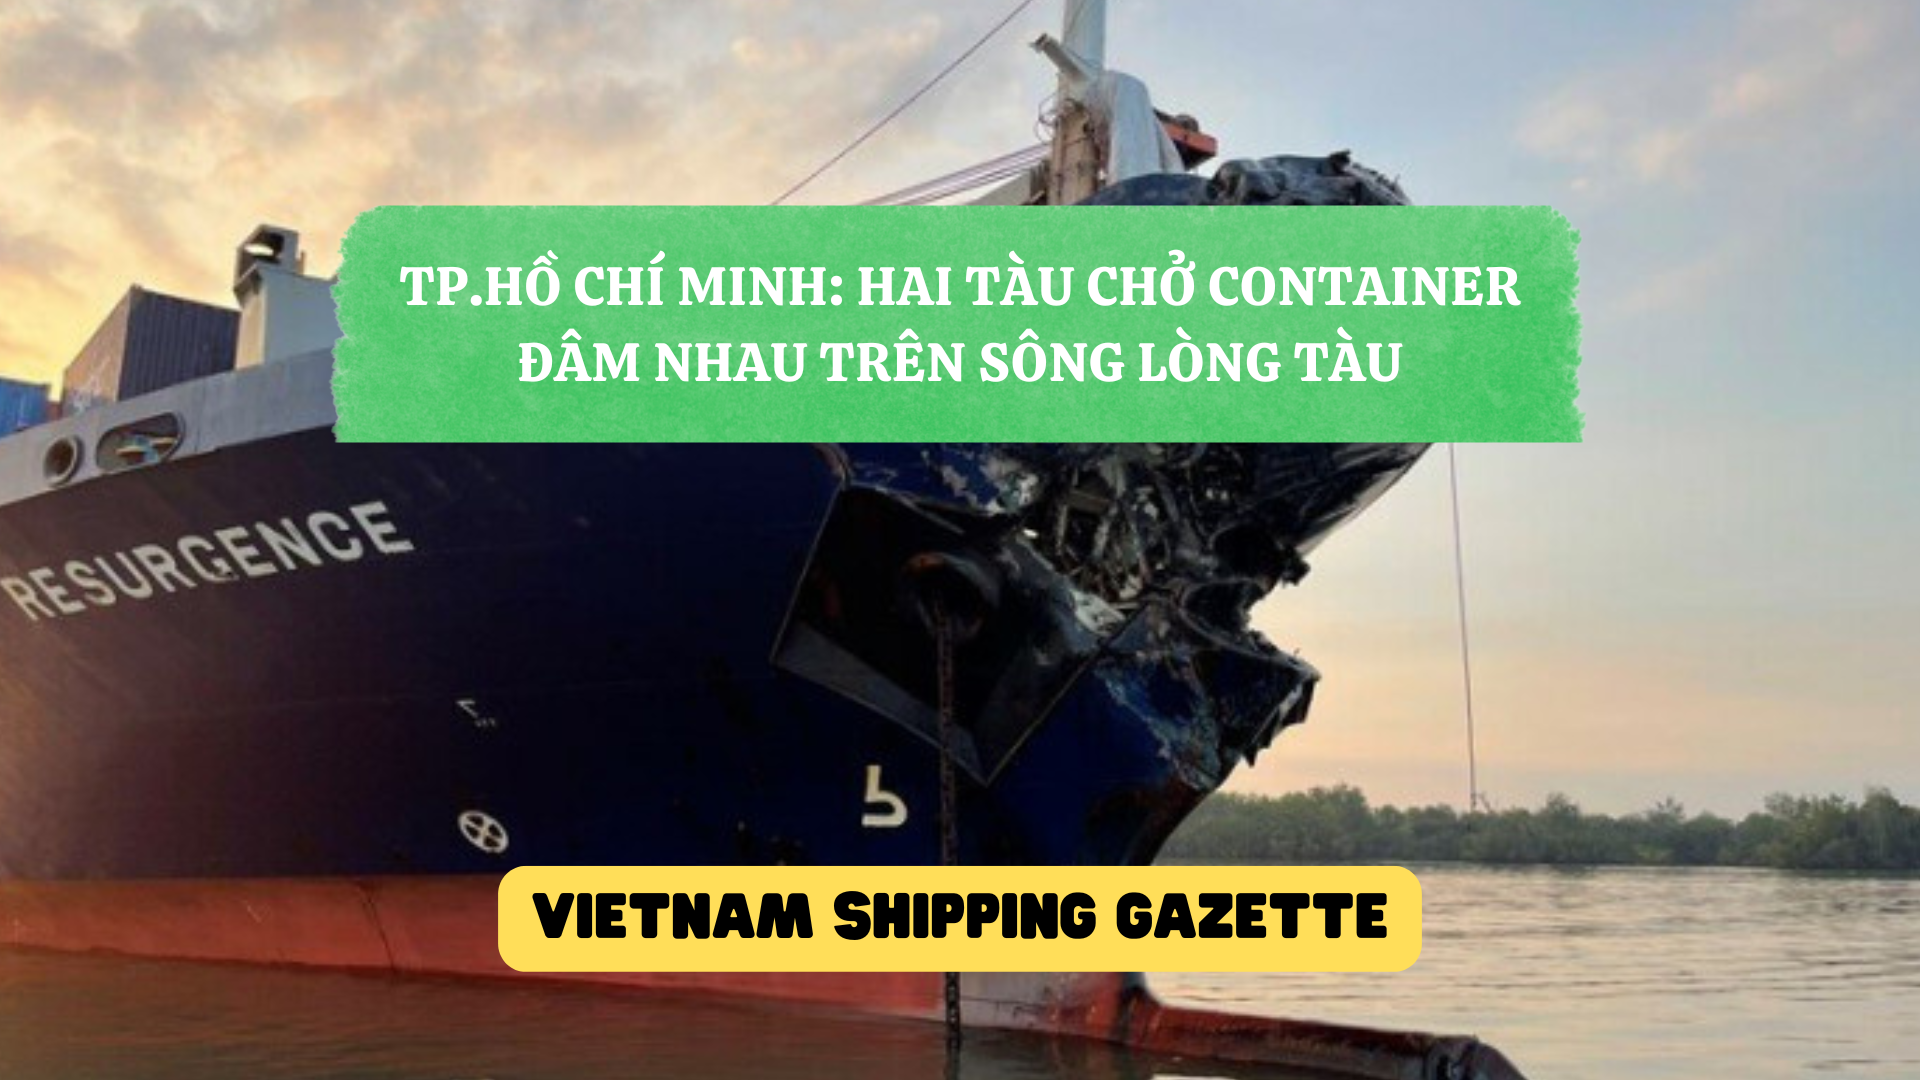 TP.HỒ CHÍ MINH: HAI TÀU CHỞ CONTAINER
ĐÂM NHAU TRÊN SÔNG LÒNG TÀU
RESURGENCE
VIETNAM SHIPPING GAZETTE